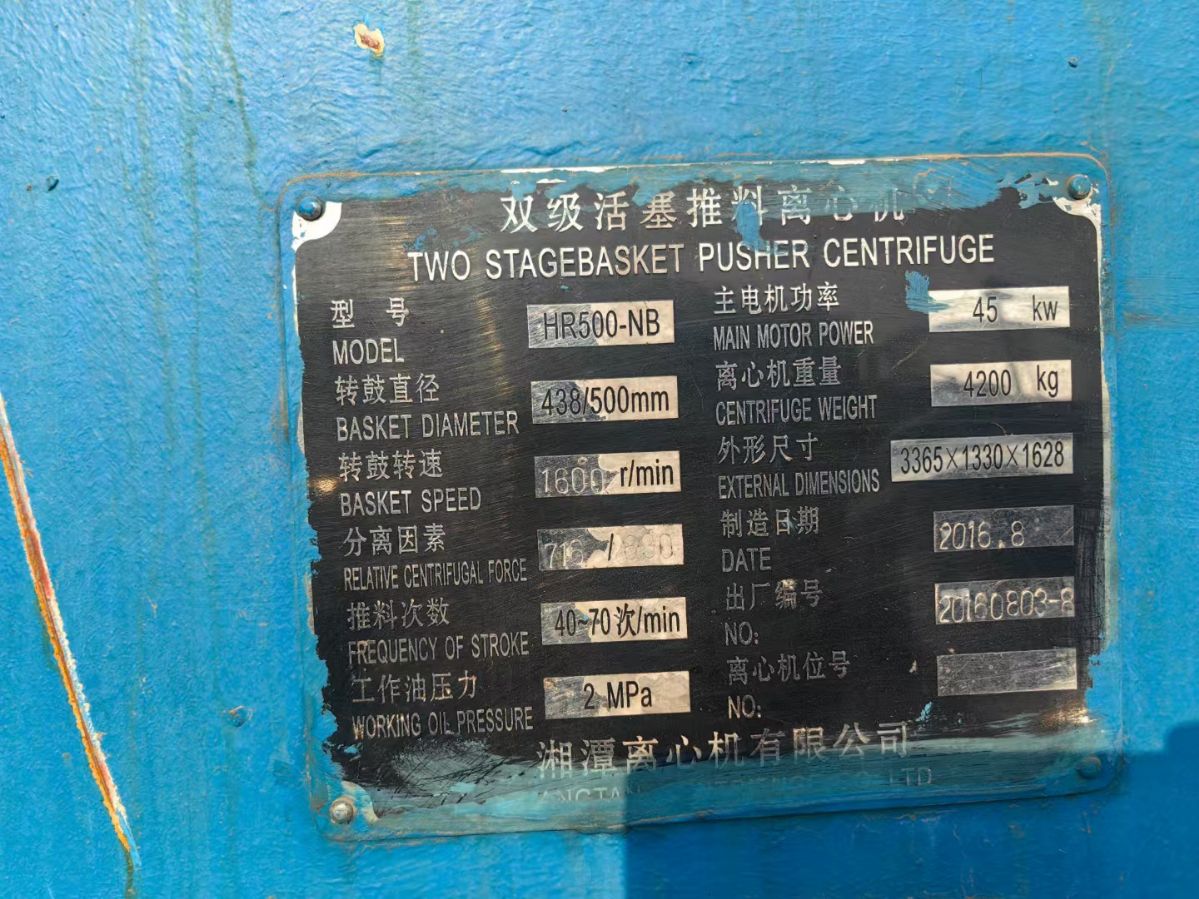 双级活塞推料离心机
TWO STAGEBASKET PUSHER CENTRIFUGE
型 号
MODEL
HR500-NB
转鼓直径
BASKET DIAMETER
438/500mm
转鼓转速
BASKET SPEED
1600 r/min
分离因素
RELATIVE CENTRIFUGAL FORCE
716 /
推料次数
FREQUENCY OF STROKE
40~70次/min
工作油压力
WORKING OIL PRESSURE
2 MPa
主电机功率
MAIN MOTOR POWER
45 kw
离心机重量
CENTRIFUGE WEIGHT
4200 kg
外形尺寸
EXTERNAL DIMENSIONS
3365×1330×1628
制造日期
DATE
2016.8
出厂编号
NO:
20160803-8
离心机位号
NO:
湘潭离心机有限公司
LTD